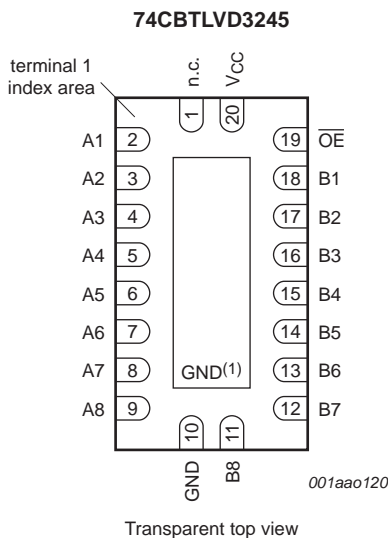 74CBTLVD3245
terminal 1
index area
n.c.
VCC
1
20
A1 2 19 OE
A2 3 18 B1
A3 4 17 B2
A4 5 16 B3
A5 6 15 B4
A6 7 14 B5
A7 8 GND(1) 13 B6
A8 9 12 B7
10
11
GND
B8
001aao120
Transparent top view